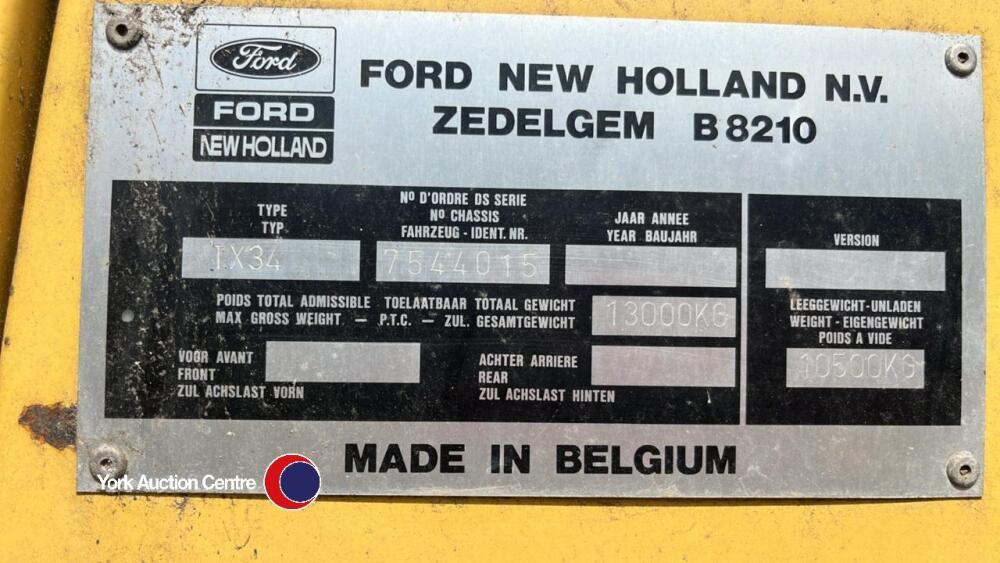 Ford
FORD
NEW HOLLAND
FORD NEW HOLLAND N.V.
ZEDELGEM B8210
TYPE
TYP
TX34
Nº D'ORDRE DS SERIE
Nº CHASSIS
FAHRZEUG - IDENT. NR.
7544015
JAAR ANNEE
YEAR BAUJAHR
VERSION
POIDS TOTAL ADMISSIBLE TOELAATBAAR TOTAAL GEWICHT
MAX GROSS WEIGHT — P.T.C. — ZUL. GESAMTGEWICHT
13000KG
LEEGGEWICHT-UNLADEN
WEIGHT - EIGENGEWICHT
POIDS A VIDE
10500KG
VOOR AVANT
FRONT
ZUL ACHSLAST VORN
ACHTER ARRIERE
REAR
ZUL ACHSLAST HINTEN
MADE IN BELGIUM
York Auction Centre